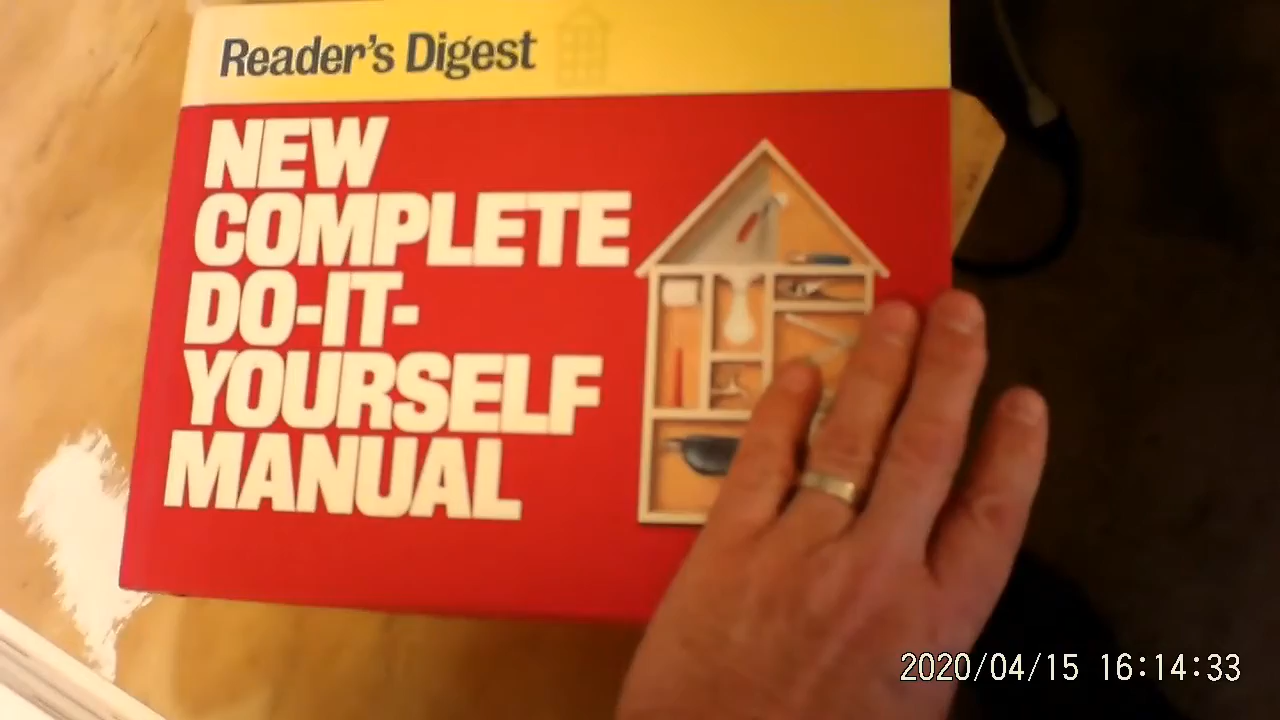 Reader's Digest
NEW
COMPLETE
DO-IT-
YOURSELF
MANUAL
2020/04/15 16:14:33